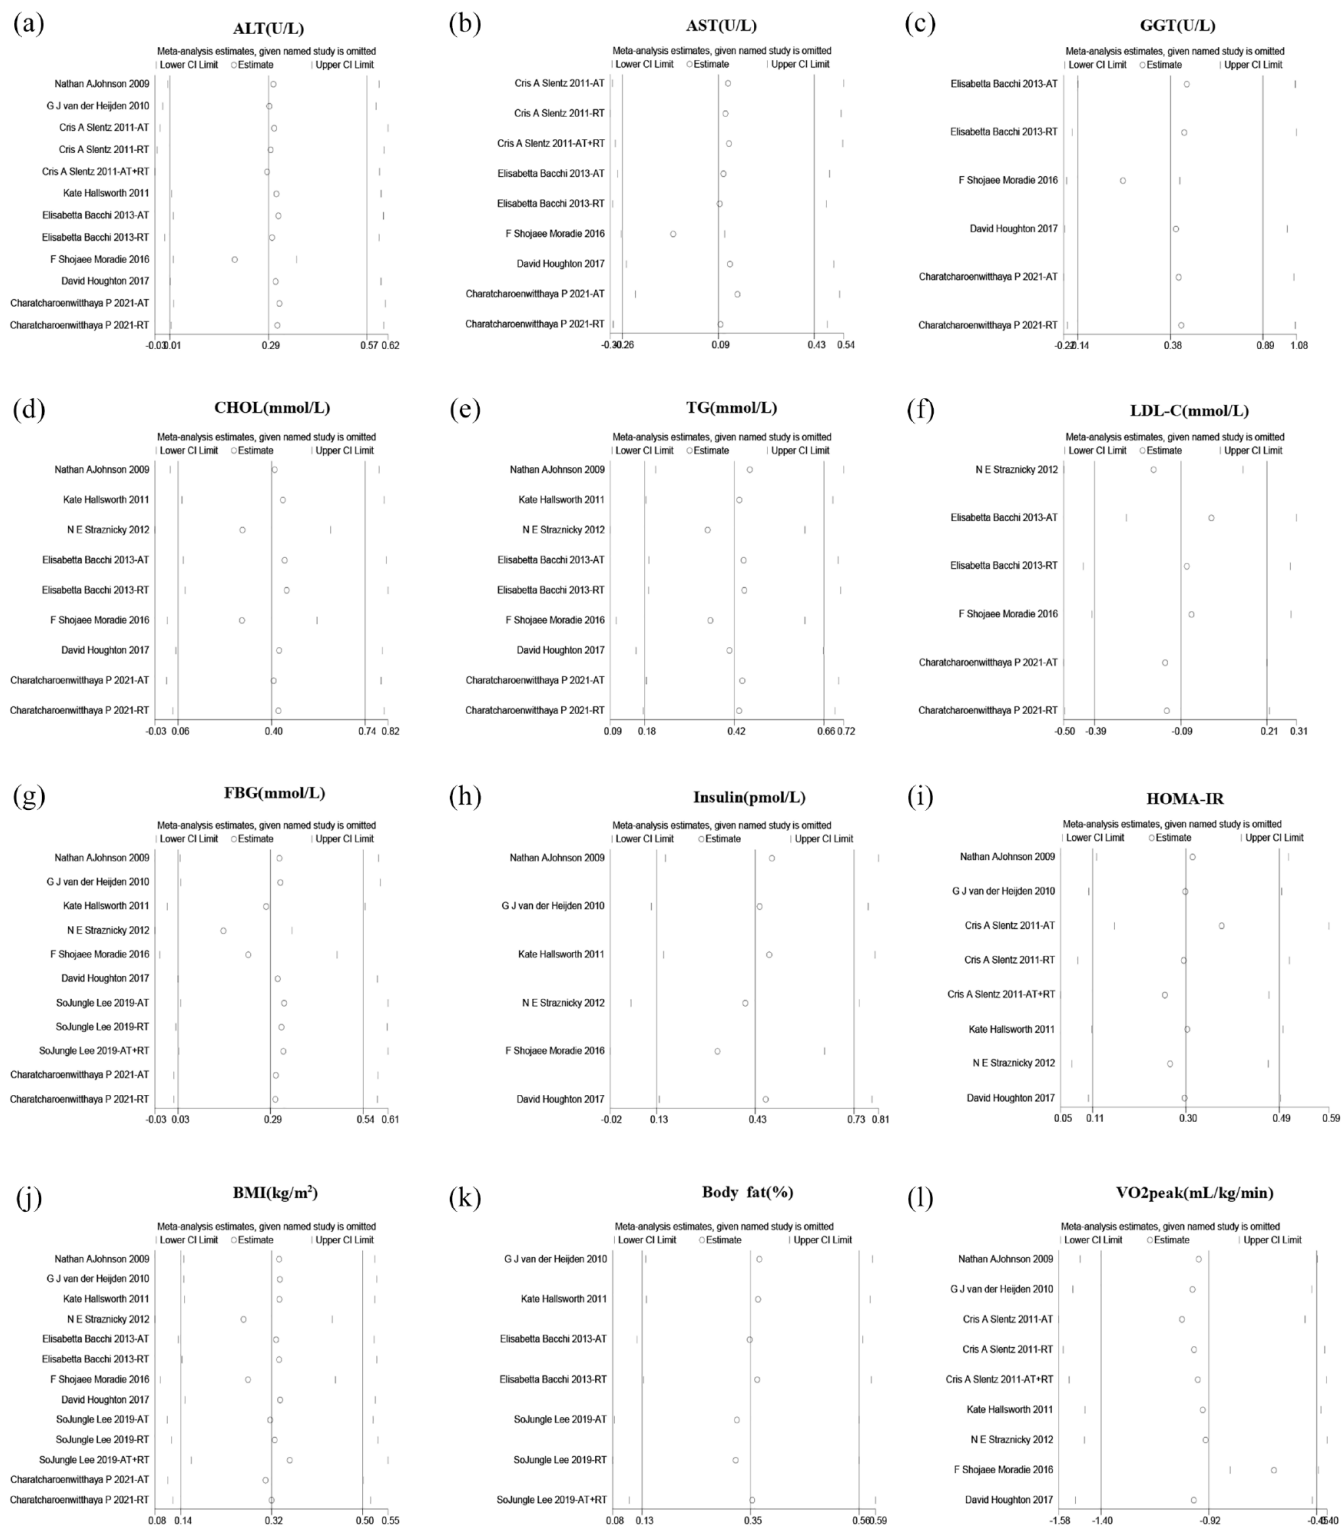 (a)
ALT(U/L)
Meta-analysis estimates, given named study is omitted
Lower CI Limit Estimate Upper CI Limit
Nathan AJohnson 2009
G J van der Heijden 2010
Cris A Slentz 2011-AT
Cris A Slentz 2011-RT
Cris A Slentz 2011-AT+RT
Kate Hallsworth 2011
Elisabetta Bacchi 2013-AT
Elisabetta Bacchi 2013-RT
F Shojaee Moradie 2016
David Houghton 2017
Charatcharoenwitthaya P 2021-AT
Charatcharoenwitthaya P 2021-RT
-0.03 0.01 0.29 0.57 0.62
(b)
AST(U/L)
Meta-analysis estimates, given named study is omitted
Lower CI Limit Estimate Upper CI Limit
Cris A Slentz 2011-AT
Cris A Slentz 2011-RT
Cris A Slentz 2011-AT+RT
Elisabetta Bacchi 2013-AT
Elisabetta Bacchi 2013-RT
F Shojaee Moradie 2016
David Houghton 2017
Charatcharoenwitthaya P 2021-AT
Charatcharoenwitthaya P 2021-RT
-0.26 0.09 0.43 0.54
(c)
GGT(U/L)
Meta-analysis estimates, given named study is omitted
Lower CI Limit Estimate Upper CI Limit
Elisabetta Bacchi 2013-AT
Elisabetta Bacchi 2013-RT
F Shojaee Moradie 2016
David Houghton 2017
Charatcharoenwitthaya P 2021-AT
Charatcharoenwitthaya P 2021-RT
0.38 0.89 1.08
(d)
CHOL(mmol/L)
Meta-analysis estimates, given named study is omitted
Lower CI Limit Estimate Upper CI Limit
Nathan AJohnson 2009
Kate Hallsworth 2011
N E Straznicky 2012
Elisabetta Bacchi 2013-AT
Elisabetta Bacchi 2013-RT
F Shojaee Moradie 2016
David Houghton 2017
Charatcharoenwitthaya P 2021-AT
Charatcharoenwitthaya P 2021-RT
-0.03 0.06 0.40 0.74 0.82
(e)
TG(mmol/L)
Meta-analysis estimates, given named study is omitted
Lower CI Limit Estimate Upper CI Limit
Nathan AJohnson 2009
Kate Hallsworth 2011
N E Straznicky 2012
Elisabetta Bacchi 2013-AT
Elisabetta Bacchi 2013-RT
F Shojaee Moradie 2016
David Houghton 2017
Charatcharoenwitthaya P 2021-AT
Charatcharoenwitthaya P 2021-RT
0.09 0.18 0.42 0.66 0.72
(f)
LDL-C(mmol/L)
Meta-analysis estimates, given named study is omitted
Lower CI Limit Estimate Upper CI Limit
N E Straznicky 2012
Elisabetta Bacchi 2013-AT
Elisabetta Bacchi 2013-RT
F Shojaee Moradie 2016
Charatcharoenwitthaya P 2021-AT
Charatcharoenwitthaya P 2021-RT
-0.50 -0.39 -0.09 0.21 0.31
(g)
FBG(mmol/L)
Meta-analysis estimates, given named study is omitted
Lower CI Limit Estimate Upper CI Limit
Nathan AJohnson 2009
G J van der Heijden 2010
Kate Hallsworth 2011
N E Straznicky 2012
F Shojaee Moradie 2016
David Houghton 2017
SoJungle Lee 2019-AT
SoJungle Lee 2019-RT
SoJungle Lee 2019-AT+RT
Charatcharoenwitthaya P 2021-AT
Charatcharoenwitthaya P 2021-RT
-0.03 0.03 0.29 0.54 0.61
(h)
Insulin(pmol/L)
Meta-analysis estimates, given named study is omitted
Lower CI Limit Estimate Upper CI Limit
Nathan AJohnson 2009
G J van der Heijden 2010
Kate Hallsworth 2011
N E Straznicky 2012
F Shojaee Moradie 2016
David Houghton 2017
-0.02 0.13 0.43 0.73 0.81
(i)
HOMA-IR
Meta-analysis estimates, given named study is omitted
Lower CI Limit Estimate Upper CI Limit
Nathan AJohnson 2009
G J van der Heijden 2010
Cris A Slentz 2011-AT
Cris A Slentz 2011-RT
Cris A Slentz 2011-AT+RT
Kate Hallsworth 2011
N E Straznicky 2012
David Houghton 2017
0.05 0.11 0.30 0.49 0.59
(j)
BMI(kg/m²)
Meta-analysis estimates, given named study is omitted
Lower CI Limit Estimate Upper CI Limit
Nathan AJohnson 2009
G J van der Heijden 2010
Kate Hallsworth 2011
N E Straznicky 2012
Elisabetta Bacchi 2013-AT
Elisabetta Bacchi 2013-RT
F Shojaee Moradie 2016
David Houghton 2017
SoJungle Lee 2019-AT
SoJungle Lee 2019-RT
SoJungle Lee 2019-AT+RT
Charatcharoenwitthaya P 2021-AT
Charatcharoenwitthaya P 2021-RT
0.08 0.14 0.32 0.50 0.55
(k)
Body fat(%)
Meta-analysis estimates, given named study is omitted
Lower CI Limit Estimate Upper CI Limit
G J van der Heijden 2010
Kate Hallsworth 2011
Elisabetta Bacchi 2013-AT
Elisabetta Bacchi 2013-RT
SoJungle Lee 2019-AT
SoJungle Lee 2019-RT
SoJungle Lee 2019-AT+RT
0.08 0.13 0.35 0.56 0.59
(l)
VO2peak(mL/kg/min)
Meta-analysis estimates, given named study is omitted
Lower CI Limit Estimate Upper CI Limit
Nathan AJohnson 2009
G J van der Heijden 2010
Cris A Slentz 2011-AT
Cris A Slentz 2011-RT
Cris A Slentz 2011-AT+RT
Kate Hallsworth 2011
N E Straznicky 2012
F Shojaee Moradie 2016
David Houghton 2017
-1.58 -1.40 -0.92